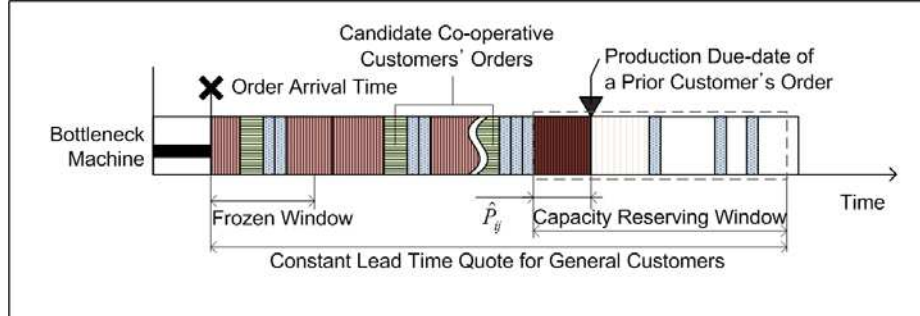 Candidate Co-operative
Customers' Orders
Production Due-date of
a Prior Customer's Order
Order Arrival Time
Bottleneck
Machine
Time
Frozen Window
P̂ij
Capacity Reserving Window
Constant Lead Time Quote for General Customers